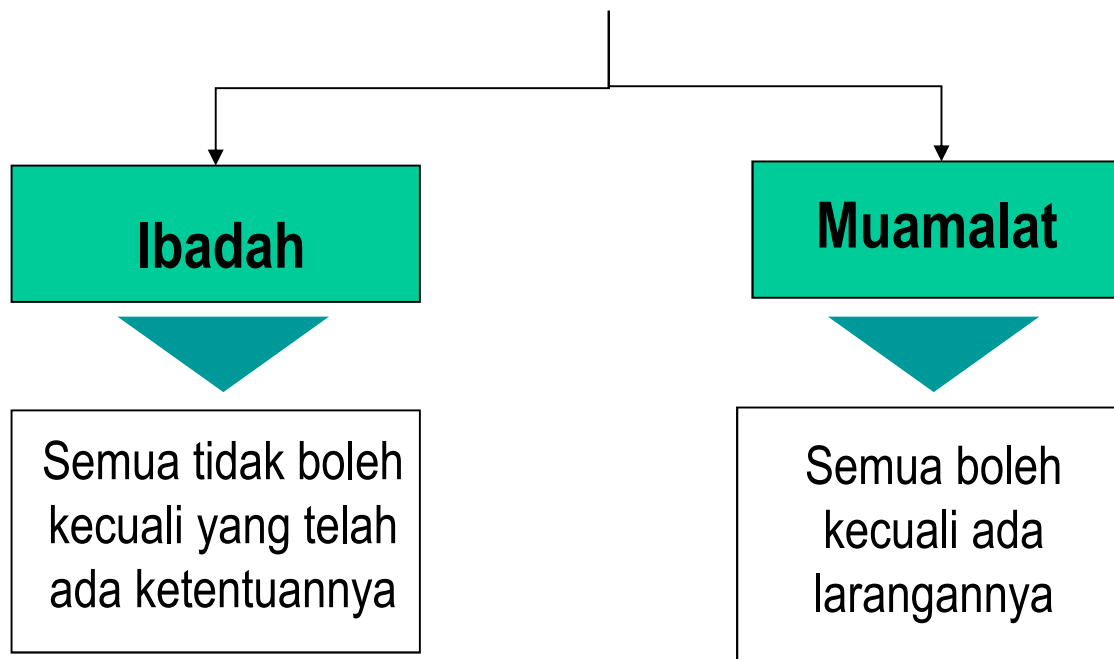 Ibadah
Muamalat
Semua tidak boleh
kecuali yang telah
ada ketentuannya
Semua boleh
kecuali ada
larangannya